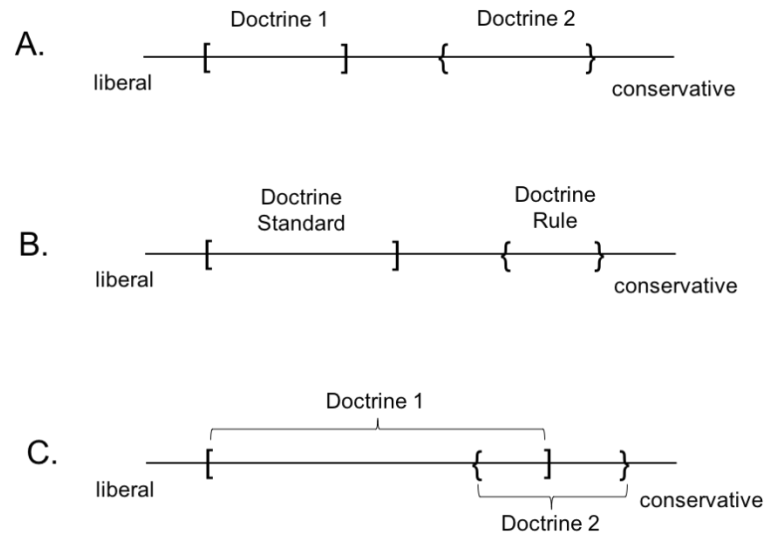 A.
Doctrine 1
Doctrine 2
[ ] { }
liberal
conservative
B.
Doctrine
Standard
Doctrine
Rule
[ ] { }
liberal
conservative
C.
Doctrine 1
[ { ] }
liberal
conservative
Doctrine 2